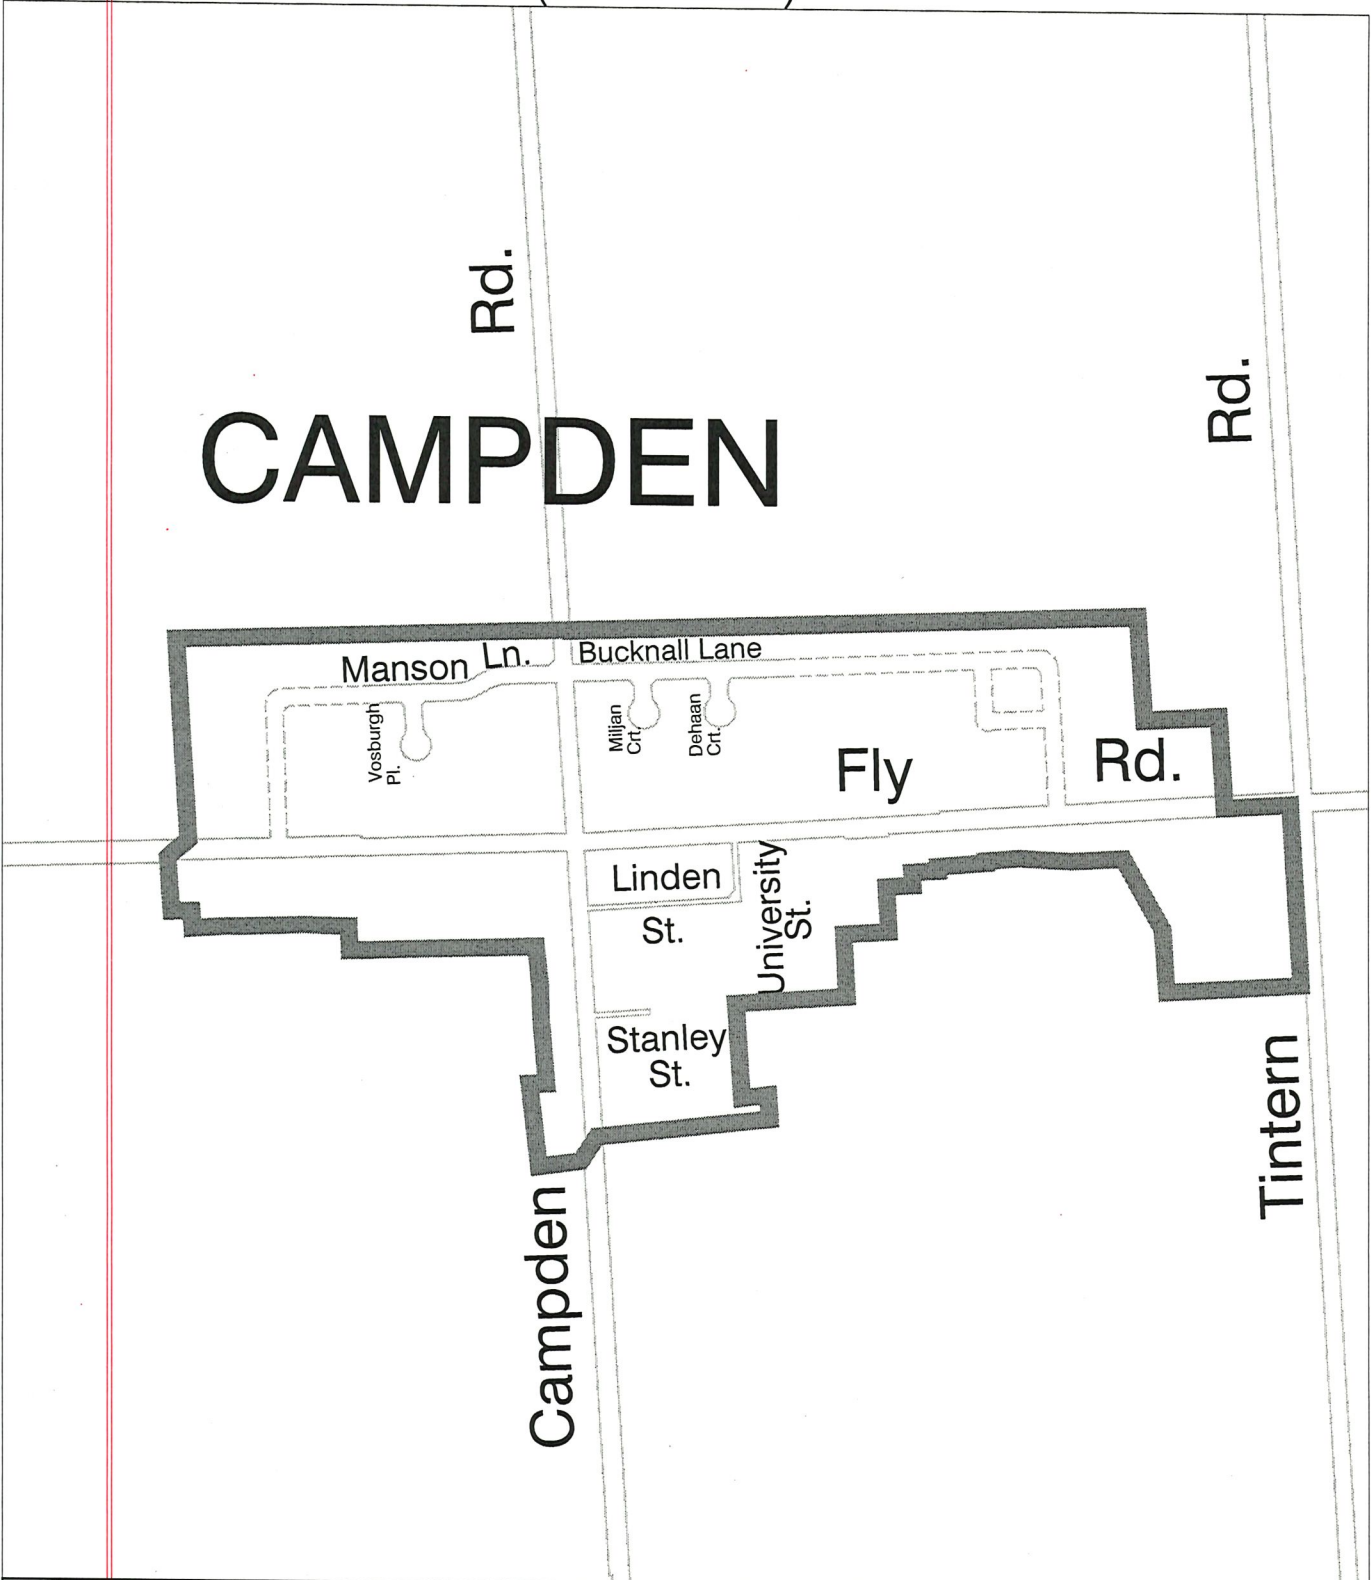 Rd.
Rd.
CAMPDEN
Manson Ln.
Bucknall Lane
Vosburgh
Pl.
Miljan
Crt.
Dehaan
Crt.
Fly Rd.
Linden
St.
University
St.
Stanley
St.
Tintern
Campden